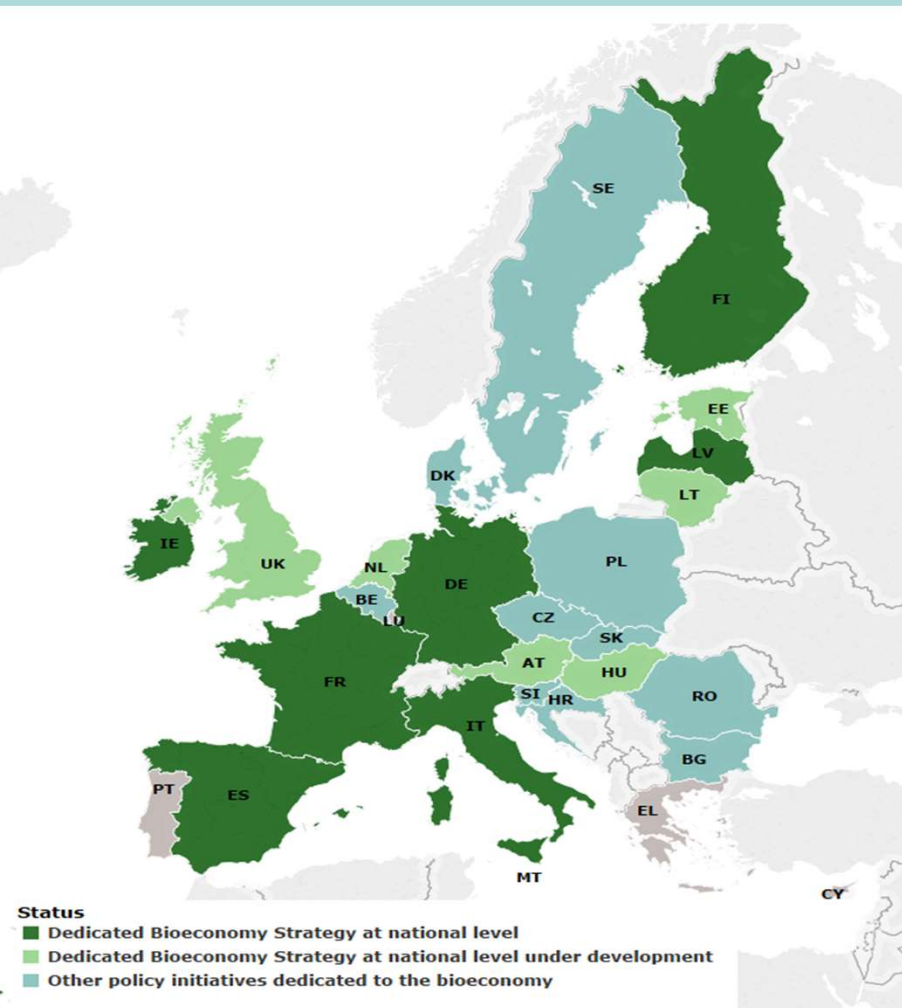 SE
FI
EE
LV
LT
DK
IE
UK
NL
BE
LU
DE
PL
CZ
SK
AT
HU
FR
SI
HR
RO
IT
BG
PT
ES
EL
MT
CY
Status
Dedicated Bioeconomy Strategy at national level
Dedicated Bioeconomy Strategy at national level under development
Other policy initiatives dedicated to the bioeconomy